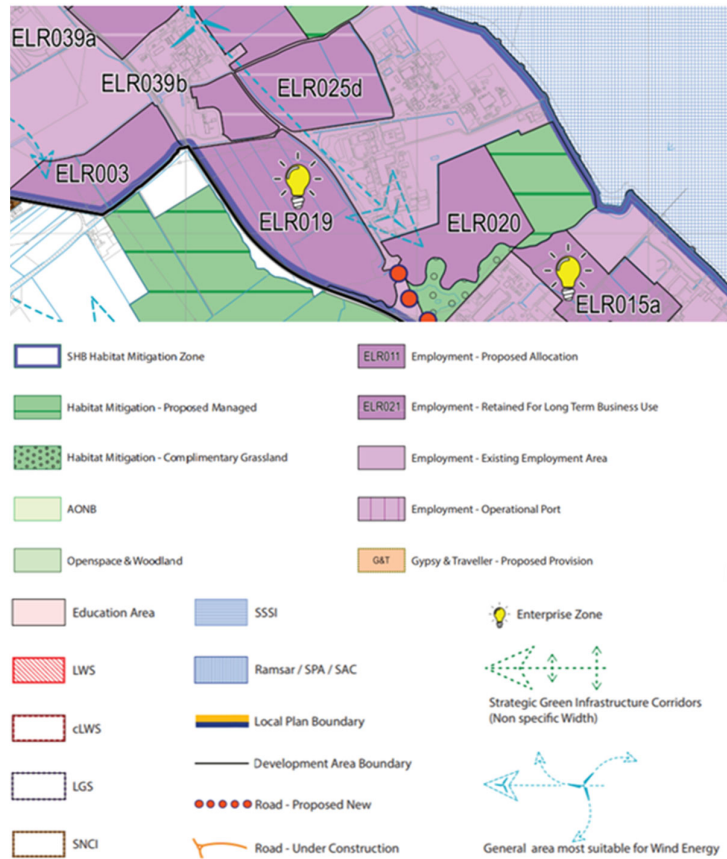 ELR039a
ELR039b
ELR025d
ELR003
ELR019
ELR020
ELR015a
SHB Habitat Mitigation Zone
Habitat Mitigation - Proposed Managed
Habitat Mitigation - Complimentary Grassland
AONB
Openspace & Woodland
ELR011 Employment - Proposed Allocation
ELR021 Employment - Retained For Long Term Business Use
Employment - Existing Employment Area
Employment - Operational Port
G&T Gypsy & Traveller - Proposed Provision
Education Area
LWS
cLWS
LGS
SNCI
SSSI
Ramsar / SPA / SAC
Local Plan Boundary
Development Area Boundary
Road - Proposed New
Road - Under Construction
Enterprise Zone
Strategic Green Infrastructure Corridors
(Non specific Width)
General area most suitable for Wind Energy